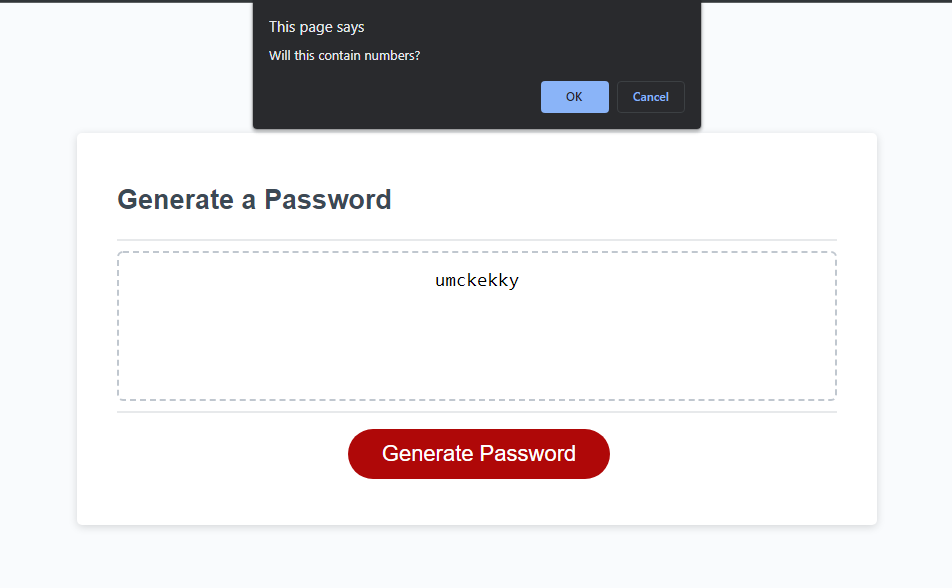 This page says
Will this contain numbers?
OK
Cancel
Generate a Password
umckekky
Generate Password